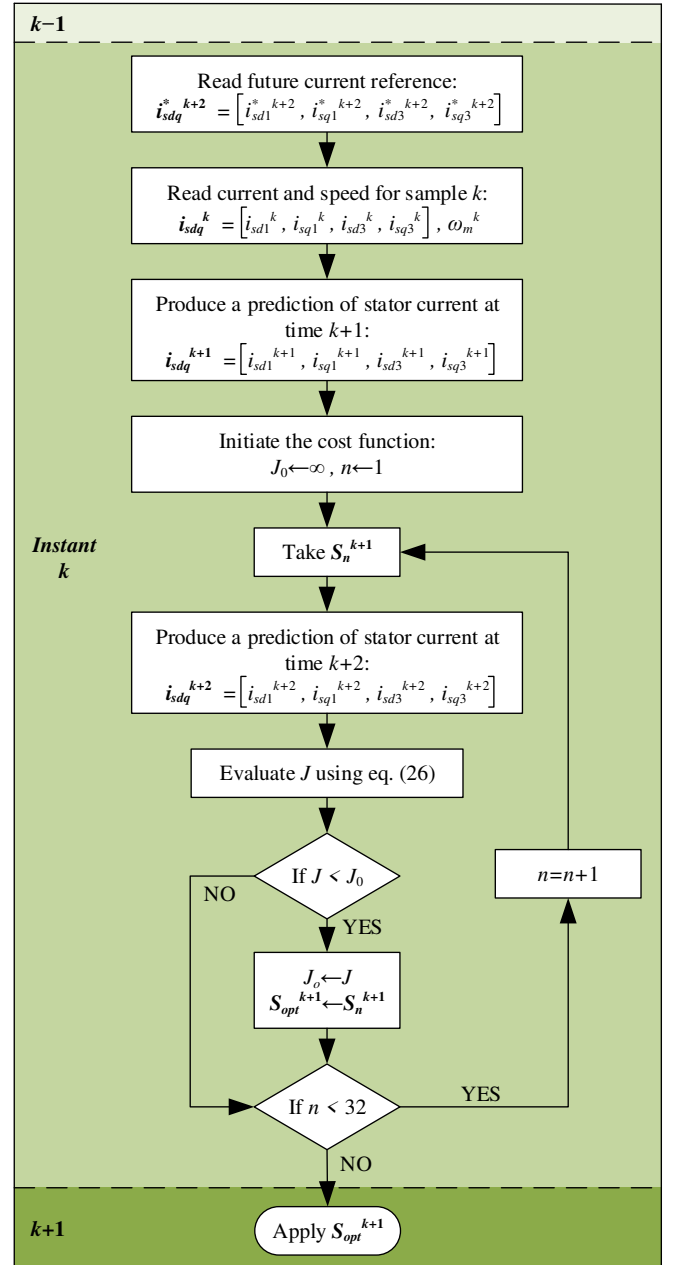 k−1
Read future current reference:
i*sdq^k+2 = [i*sd1^k+2 , i*sq1^k+2 , i*sd3^k+2 , i*sq3^k+2]
Read current and speed for sample k:
isdq^k = [isd1^k , isq1^k , isd3^k , isq3^k] , ωm^k
Produce a prediction of stator current at
time k+1:
isdq^k+1 = [isd1^k+1 , isq1^k+1 , isd3^k+1 , isq3^k+1]
Initiate the cost function:
J0←∞ , n←1
Instant
k
Take Sn^k+1
Produce a prediction of stator current at
time k+2:
isdq^k+2 = [isd1^k+2 , isq1^k+2 , isd3^k+2 , isq3^k+2]
Evaluate J using eq. (26)
If J < J0
NO
YES
n=n+1
Jo←J
Sopt^k+1←Sn^k+1
If n < 32
YES
NO
k+1
Apply Sopt^k+1